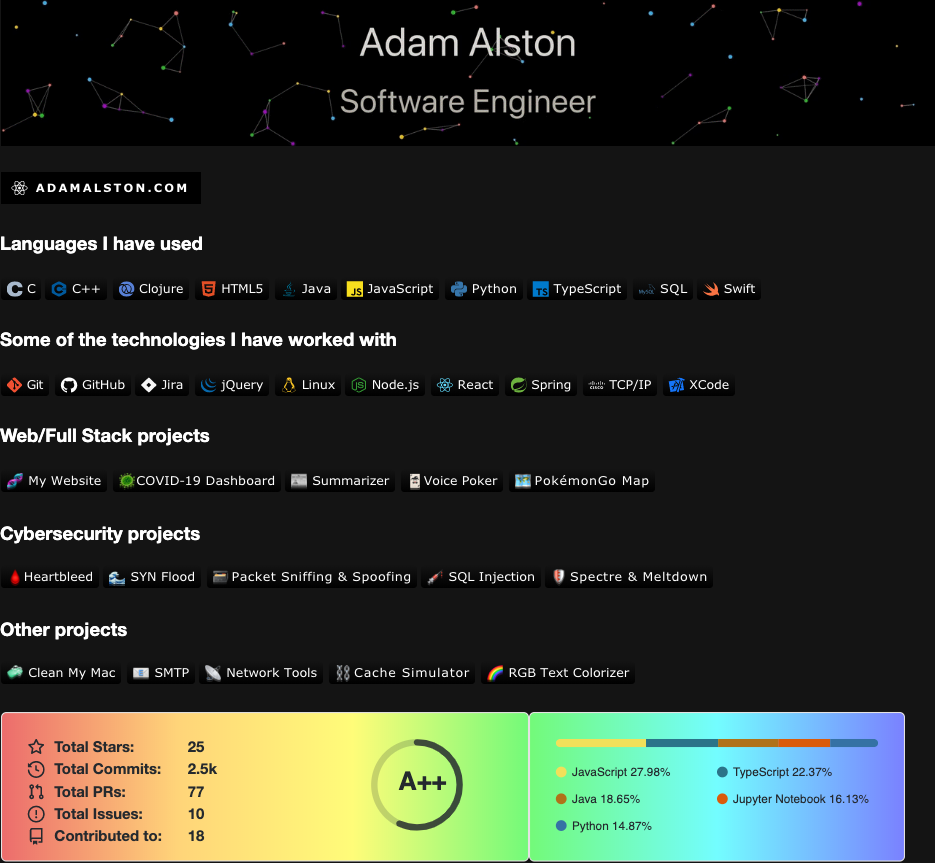 Adam Alston
Software Engineer
ADAMALSTON.COM
Languages I have used
C C++ Clojure HTML5 Java JS JavaScript Python TS TypeScript MySQL SQL Swift
Some of the technologies I have worked with
Git GitHub Jira jQuery Linux Node.js React Spring cisco TCP/IP XCode
Web/Full Stack projects
My Website COVID-19 Dashboard Summarizer Voice Poker PokémonGo Map
Cybersecurity projects
Heartbleed SYN Flood Packet Sniffing & Spoofing SQL Injection Spectre & Meltdown
Other projects
Clean My Mac SMTP Network Tools Cache Simulator RGB Text Colorizer
Total Stars: 25
Total Commits: 2.5k
Total PRs: 77
Total Issues: 10
Contributed to: 18
A++
JavaScript 27.98% TypeScript 22.37%
Java 18.65% Jupyter Notebook 16.13%
Python 14.87%